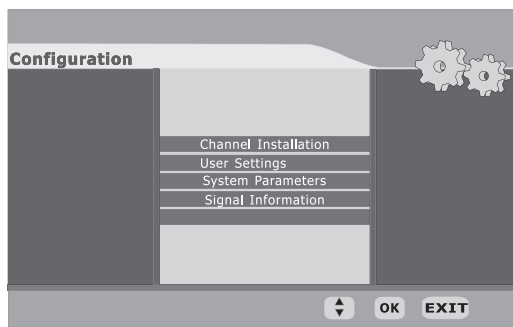 Configuration
Channel Installation
User Settings
System Parameters
Signal Information
OK EXIT